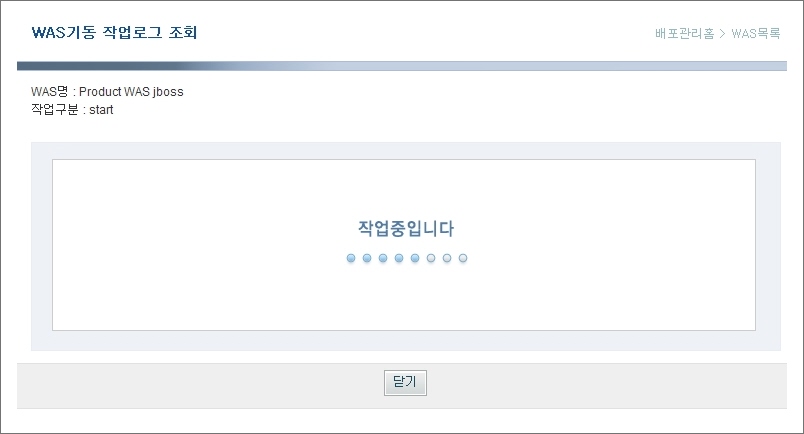 WAS기동 작업로그 조회
배포관리홈 > WAS목록
WAS명 : Product WAS jboss
작업구분 : start
작업중입니다
닫기